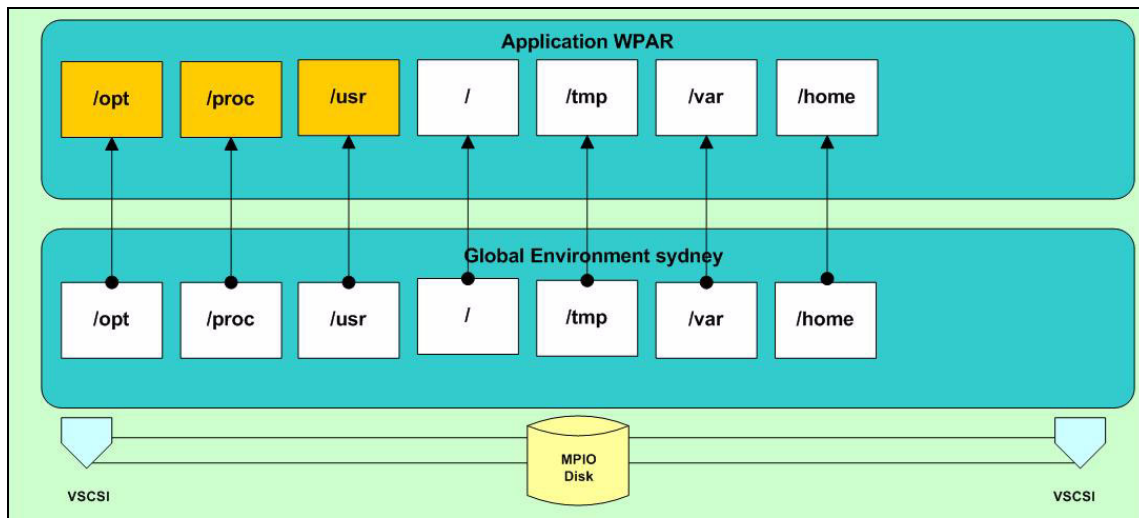 Application WPAR
/opt
/proc
/usr
/
/tmp
/var
/home
Global Environment sydney
/opt
/proc
/usr
/
/tmp
/var
/home
MPIO
Disk
VSCSI
VSCSI